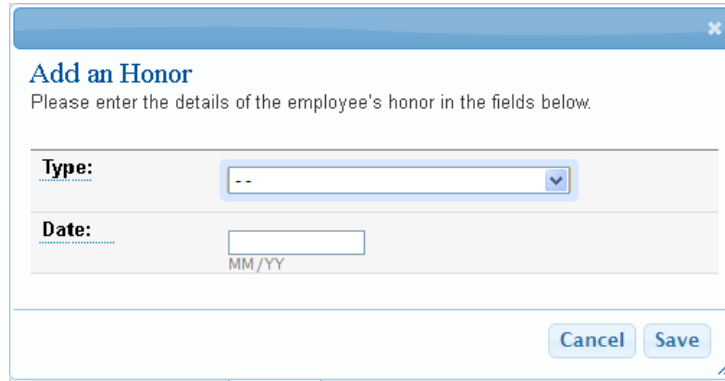 Add an Honor
Please enter the details of the employee's honor in the fields below.
Type:
--
Date:
MM/YY
Cancel Save